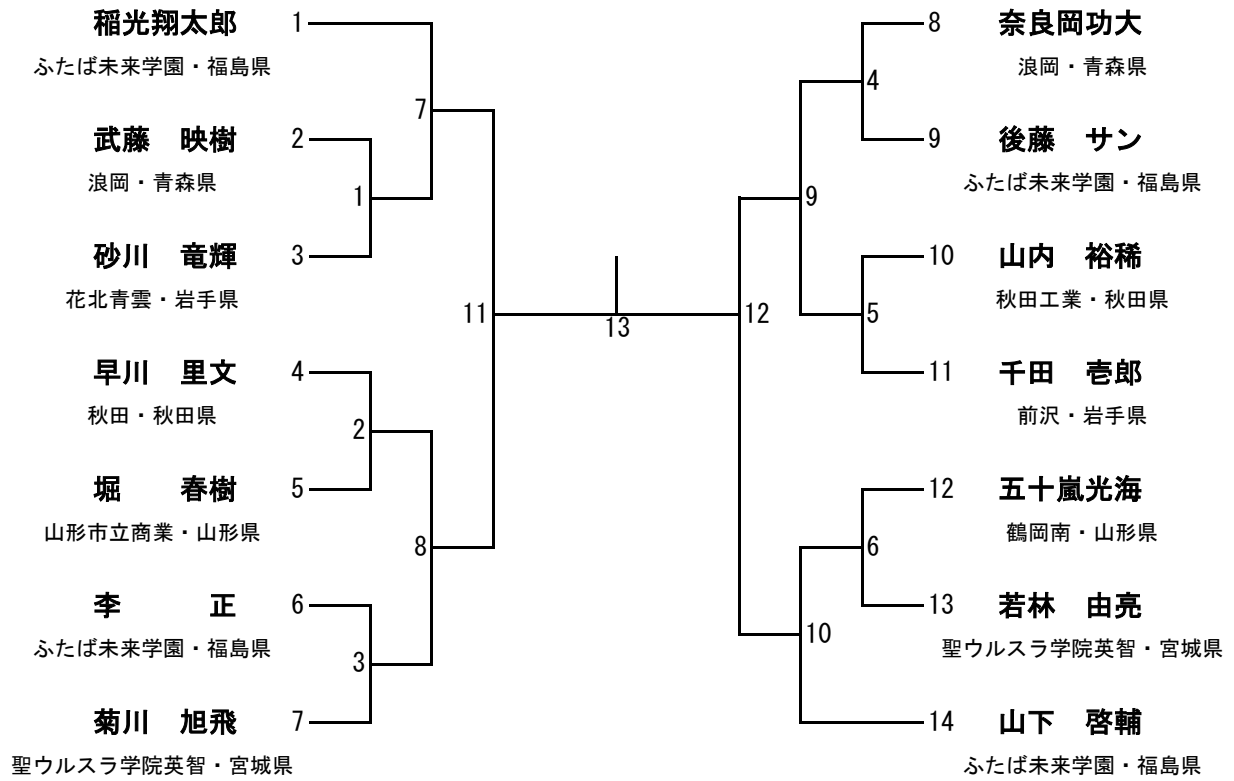 稲光翔太郎 1
ふたば未来学園・福島県
7
武藤　映樹 2
浪岡・青森県
1
砂川　竜輝 3
花北青雲・岩手県
11
早川　里文 4
秋田・秋田県
2
堀　　春樹 5
山形市立商業・山形県
8
李　　　正 6
ふたば未来学園・福島県
3
菊川　旭飛 7
聖ウルスラ学院英智・宮城県
13
8 奈良岡功大
浪岡・青森県
4
9 後藤　サン
ふたば未来学園・福島県
9
10 山内　裕稀
秋田工業・秋田県
12
5
11 千田　壱郎
前沢・岩手県
12 五十嵐光海
鶴岡南・山形県
6
13 若林　由亮
聖ウルスラ学院英智・宮城県
10
14 山下　啓輔
ふたば未来学園・福島県